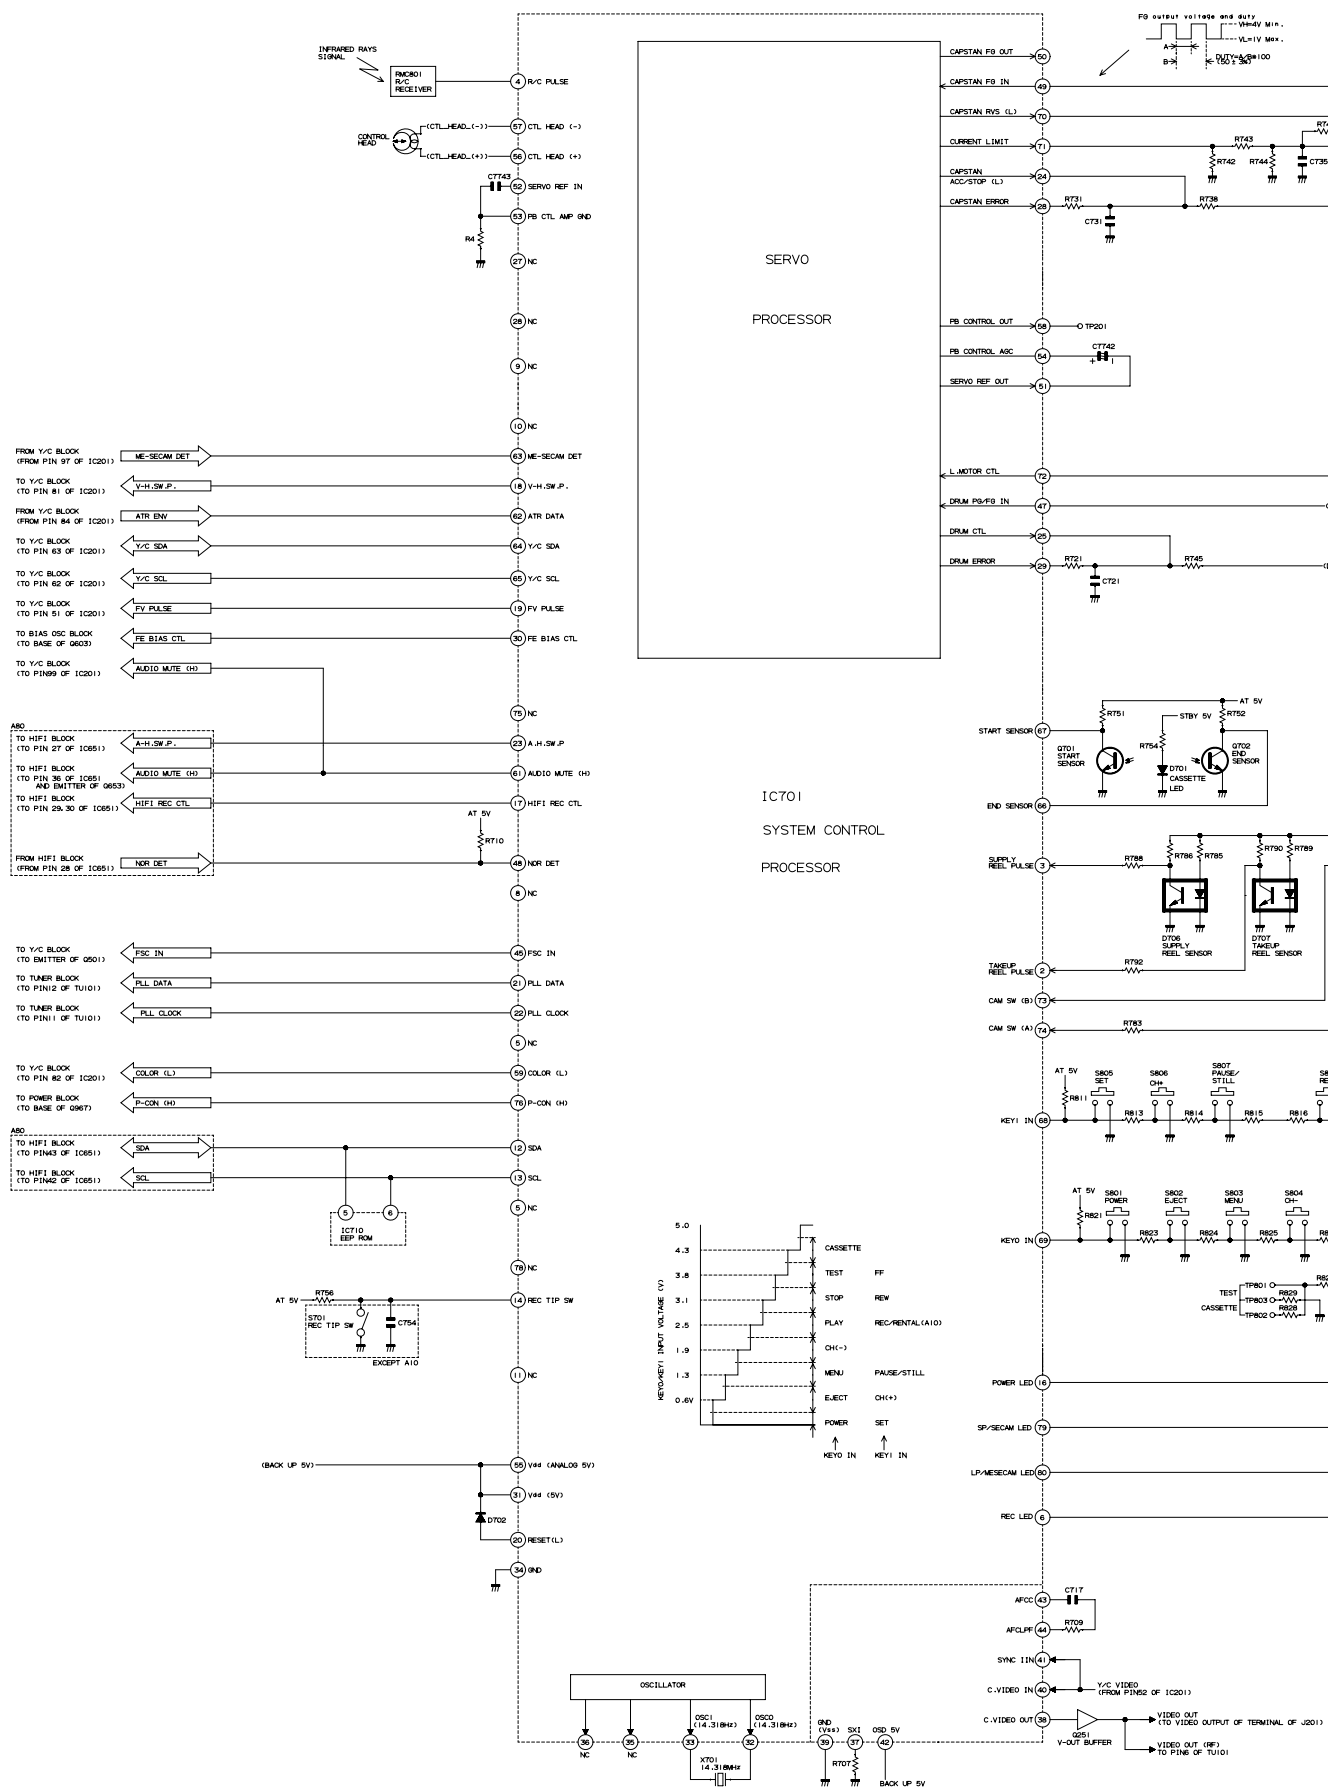 FG output voltage and duty
VH=4V Min.
VL=1V Max.
A
B
DUTY=A/B*100
(50 ± 3%)
INFRARED RAYS
SIGNAL
RMC801
R/C
RECEIVER
4 R/C PULSE
CONTROL
HEAD
(CTL_HEAD_(-))
57 CTL HEAD (-)
(CTL_HEAD_(+))
56 CTL HEAD (+)
C7743
52 SERVO REF IN
53 PB CTL AMP GND
R4
27 NC
28 NC
9 NC
10 NC
SERVO
PROCESSOR
CAPSTAN FG OUT 50
CAPSTAN FG IN 49
CAPSTAN RVS (L) 70
CURRENT LIMIT 71
R743
R742
R744
C735
CAPSTAN
ACC/STOP (L) 24
CAPSTAN ERROR 28
R731
R738
C731
PB CONTROL OUT 58 TP201
PB CONTROL AGC 54
C7742
+
SERVO REF OUT 51
L.MOTOR CTL 72
DRUM PG/FG IN 47
DRUM CTL 25
DRUM ERROR 29
R721
R745
C721
FROM Y/C BLOCK
(FROM PIN 97 OF IC201)
ME-SECAM DET
63 ME-SECAM DET
TO Y/C BLOCK
(TO PIN 81 OF IC201)
V-H.SW.P.
18 V-H.SW.P.
FROM Y/C BLOCK
(FROM PIN 84 OF IC201)
ATR ENV
62 ATR DATA
TO Y/C BLOCK
(TO PIN 63 OF IC201)
Y/C SDA
64 Y/C SDA
TO Y/C BLOCK
(TO PIN 62 OF IC201)
Y/C SCL
65 Y/C SCL
TO Y/C BLOCK
(TO PIN 51 OF IC201)
FV PULSE
19 FV PULSE
TO BIAS OSC BLOCK
(TO BASE OF Q603)
FE BIAS CTL
30 FE BIAS CTL
TO Y/C BLOCK
(TO PIN99 OF IC201)
AUDIO MUTE (H)
75 NC
A80
TO HIFI BLOCK
(TO PIN 27 OF IC651)
A-H.SW.P.
23 A.H.SW.P
TO HIFI BLOCK
(TO PIN 36 OF IC651
AND EMITTER OF Q653)
AUDIO MUTE (H)
61 AUDIO MUTE (H)
TO HIFI BLOCK
(TO PIN 29.30 OF IC651)
HIFI REC CTL
17 HIFI REC CTL
AT 5V
R710
FROM HIFI BLOCK
(FROM PIN 28 OF IC651)
NOR DET
48 NOR DET
8 NC
IC701
SYSTEM CONTROL
PROCESSOR
START SENSOR 67
AT 5V
R751
STBY 5V
R752
Q701
START
SENSOR
R754
D701
CASSETTE
LED
Q702
END
SENSOR
END SENSOR 66
SUPPLY
REEL PULSE 3
R788
R786
R785
R790
R789
D706
SUPPLY
REEL SENSOR
D707
TAKEUP
REEL SENSOR
TAKEUP
REEL PULSE 2
R792
CAM SW (B) 73
CAM SW (A) 74
R783
TO Y/C BLOCK
(TO EMITTER OF Q501)
FSC IN
45 FSC IN
TO TUNER BLOCK
(TO PIN12 OF TU101)
PLL DATA
21 PLL DATA
TO TUNER BLOCK
(TO PIN11 OF TU101)
PLL CLOCK
22 PLL CLOCK
5 NC
TO Y/C BLOCK
(TO PIN 82 OF IC201)
COLOR (L)
59 COLOR (L)
TO POWER BLOCK
(TO BASE OF Q967)
P-CON (H)
76 P-CON (H)
A80
TO HIFI BLOCK
(TO PIN43 OF IC651)
SDA
12 SDA
TO HIFI BLOCK
(TO PIN42 OF IC651)
SCL
13 SCL
5 6
IC710
EEP ROM
5 NC
78 NC
AT 5V
R756
14 REC TIP SW
S701
REC TIP SW
C754
EXCEPT A10
11 NC
AT 5V
R811
S805
SET
S806
CH+
S807
PAUSE/
STILL
KEY1 IN 68
R813
R814
R815
R816
AT 5V
R821
S801
POWER
S802
EJECT
S803
MENU
S804
CH-
KEY0 IN 69
R823
R824
R825
TEST
CASSETTE
TP801
TP803
TP802
R829
R828
KEY0/KEY1 INPUT VOLTAGE (V)
5.0
4.3
3.8
3.1
2.5
1.9
1.3
0.6V
CASSETTE
TEST FF
STOP REW
PLAY REC/RENTAL(A10)
CH(-)
MENU PAUSE/STILL
EJECT CH(+)
POWER SET
KEY0 IN KEY1 IN
POWER LED 16
SP/SECAM LED 79
LP/MESECAM LED 80
REC LED 6
(BACK UP 5V)
55 Vdd (ANALOG 5V)
31 Vdd (5V)
D702
20 RESET(L)
34 GND
AFCC 43
C717
AFCLPF 44
R709
SYNC IIN 41
C.VIDEO IN 40
Y/C VIDEO
(FROM PIN52 OF IC201)
C.VIDEO OUT 38
Q251
V-OUT BUFFER
VIDEO OUT
(TO VIDEO OUTPUT OF TERMINAL OF J201)
VIDEO OUT (RF)
TO PIN6 OF TU101
OSCILLATOR
OSCI
(14.318Hz)
OSCO
(14.318Hz)
36
NC
35
NC
33
32
X701
14.318MHz
GND
(Vss)
39
SXI
37
R707
OSD 5V
42
BACK UP 5V